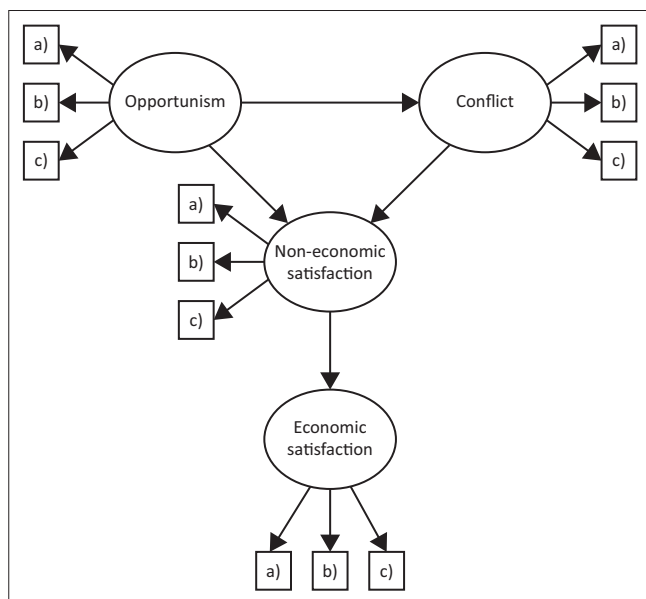 a)
b)
c)
Opportunism
Conflict
a)
b)
c)
a)
b)
c)
Non-economic
satisfaction
Economic
satisfaction
a)
b)
c)